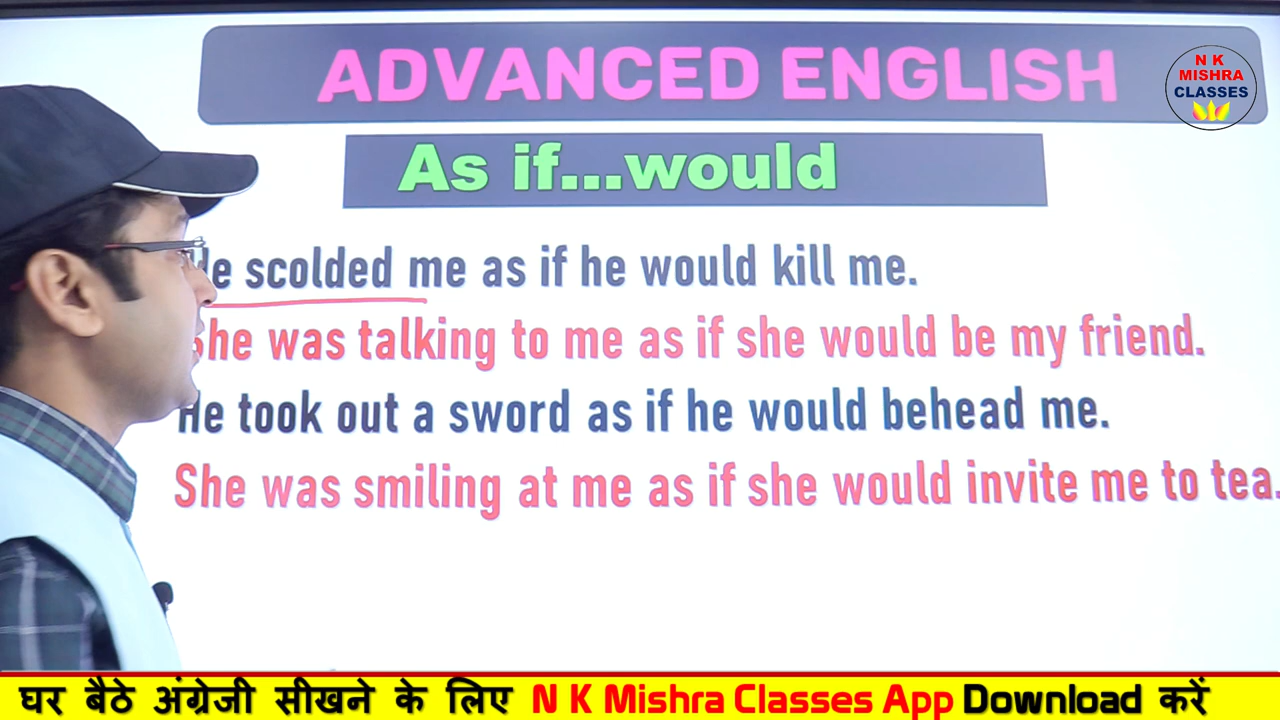 ADVANCED ENGLISH
N K
MISHRA
CLASSES
As if...would
He scolded me as if he would kill me.
She was talking to me as if she would be my friend.
He took out a sword as if he would behead me.
She was smiling at me as if she would invite me to tea.
घर बैठे अंग्रेजी सीखने के लिए N K Mishra Classes App Download करें